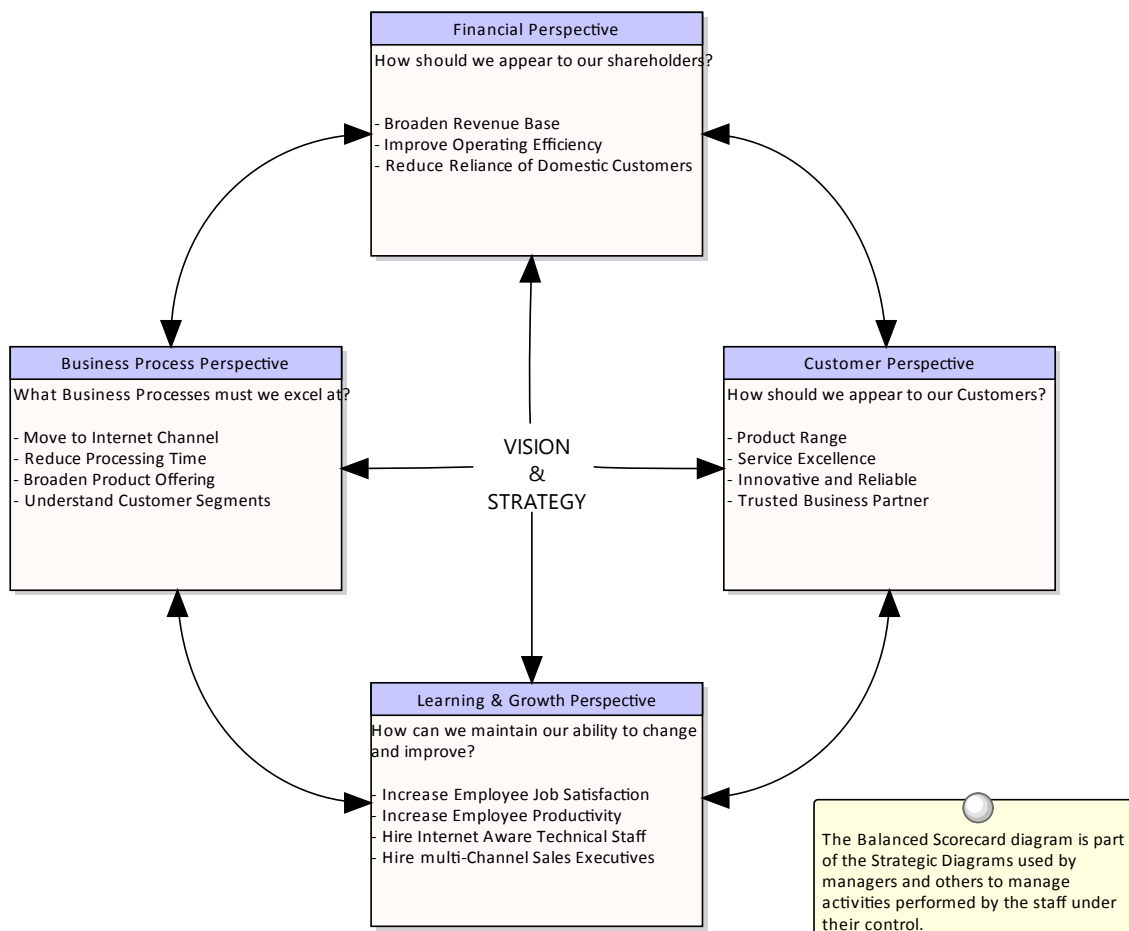 Financial Perspective
How should we appear to our shareholders?
- Broaden Revenue Base
- Improve Operating Efficiency
- Reduce Reliance of Domestic Customers
Business Process Perspective
What Business Processes must we excel at?
- Move to Internet Channel
- Reduce Processing Time
- Broaden Product Offering
- Understand Customer Segments
VISION
&
STRATEGY
Customer Perspective
How should we appear to our Customers?
- Product Range
- Service Excellence
- Innovative and Reliable
- Trusted Business Partner
Learning & Growth Perspective
How can we maintain our ability to change
and improve?
- Increase Employee Job Satisfaction
- Increase Employee Productivity
- Hire Internet Aware Technical Staff
- Hire multi-Channel Sales Executives
The Balanced Scorecard diagram is part
of the Strategic Diagrams used by
managers and others to manage
activities performed by the staff under
their control.